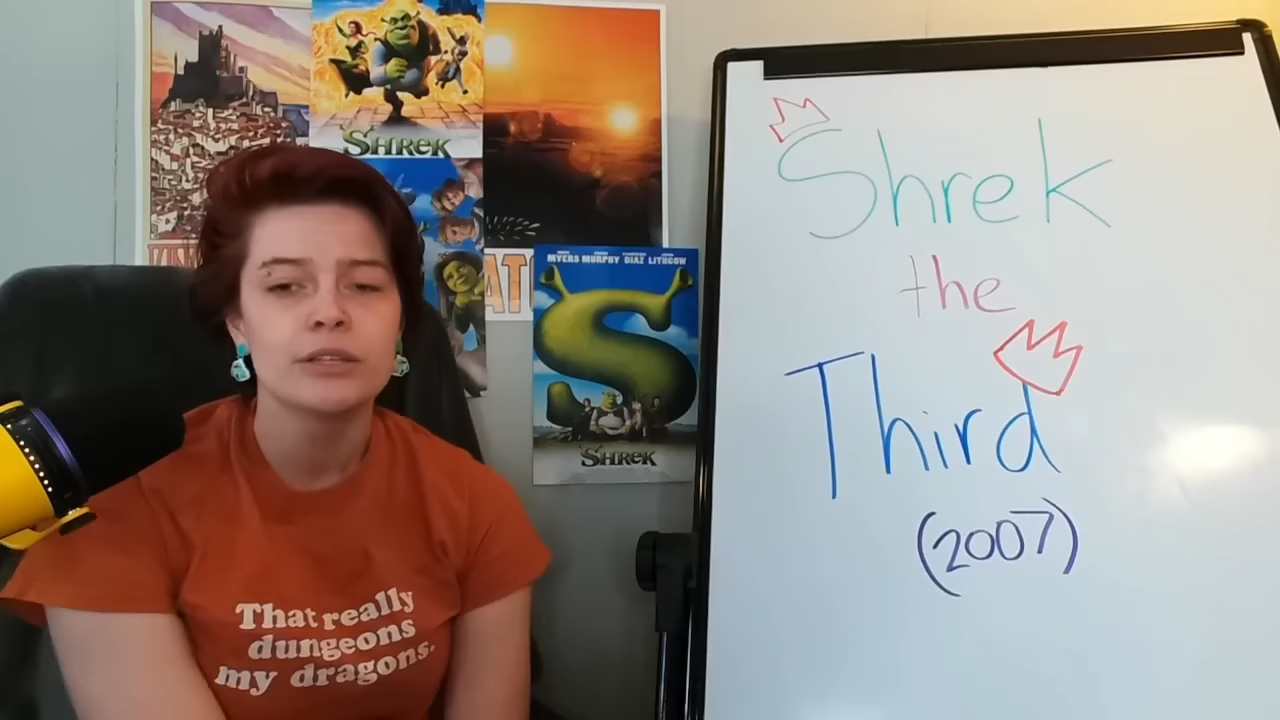 SHREK
MYERS MURPHY DIAZ LITHGOW
SHREK
Shrek
the
Third
(2007)
That really
dungeons
my dragons.